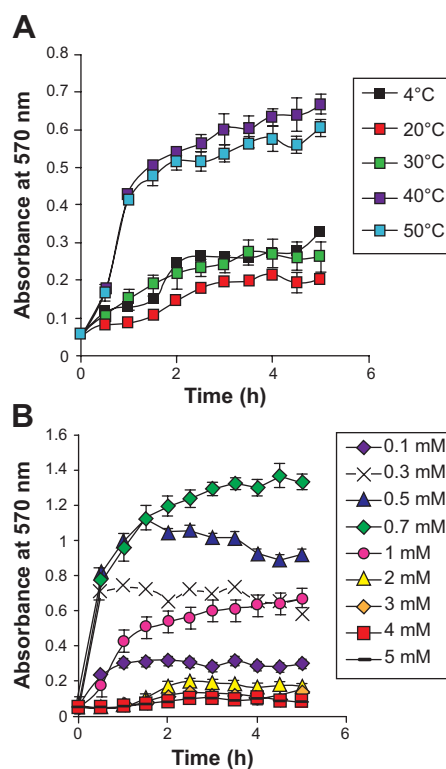 A
Absorbance at 570 nm
0.8
0.7
0.6
0.5
0.4
0.3
0.2
0.1
0
0
2
4
6
Time (h)
4°C
20°C
30°C
40°C
50°C
B
Absorbance at 570 nm
1.6
1.4
1.2
1
0.8
0.6
0.4
0.2
0
0
2
4
6
Time (h)
0.1 mM
0.3 mM
0.5 mM
0.7 mM
1 mM
2 mM
3 mM
4 mM
5 mM